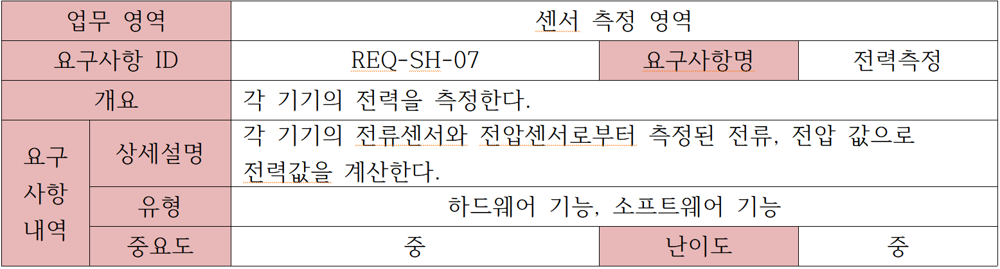 업무 영역 센서 측정 영역
요구사항 ID REQ-SH-07 요구사항명 전력측정
개요 각 기기의 전력을 측정한다.
요구
사항
내역
상세설명 각 기기의 전류센서와 전압센서로부터 측정된 전류, 전압 값으로
전력값을 계산한다.
유형 하드웨어 기능, 소프트웨어 기능
중요도 중 난이도 중